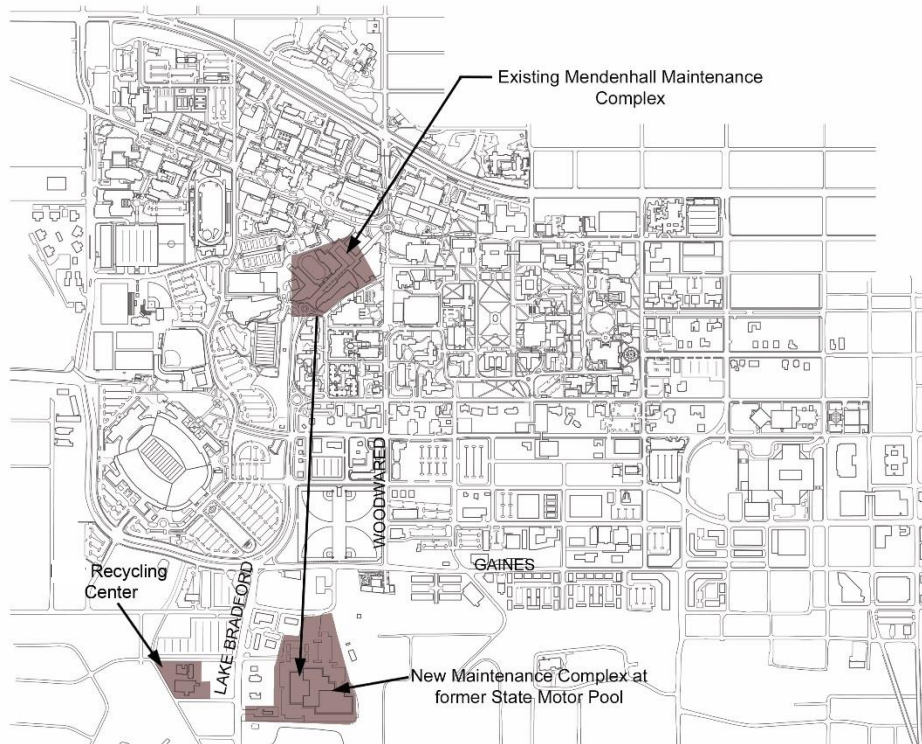 Existing Mendenhall Maintenance
Complex
WOODWARED
GAINES
Recycling
Center
LAKE BRADFORD
New Maintenance Complex at
former State Motor Pool